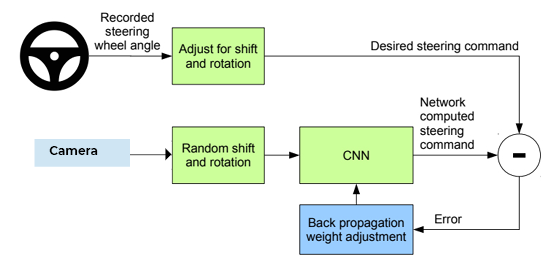 Recorded
steering
wheel angle
Adjust for shift
and rotation
Desired steering command
Camera
Random shift
and rotation
CNN
Network
computed
steering
command
-
Back propagation
weight adjustment
Error